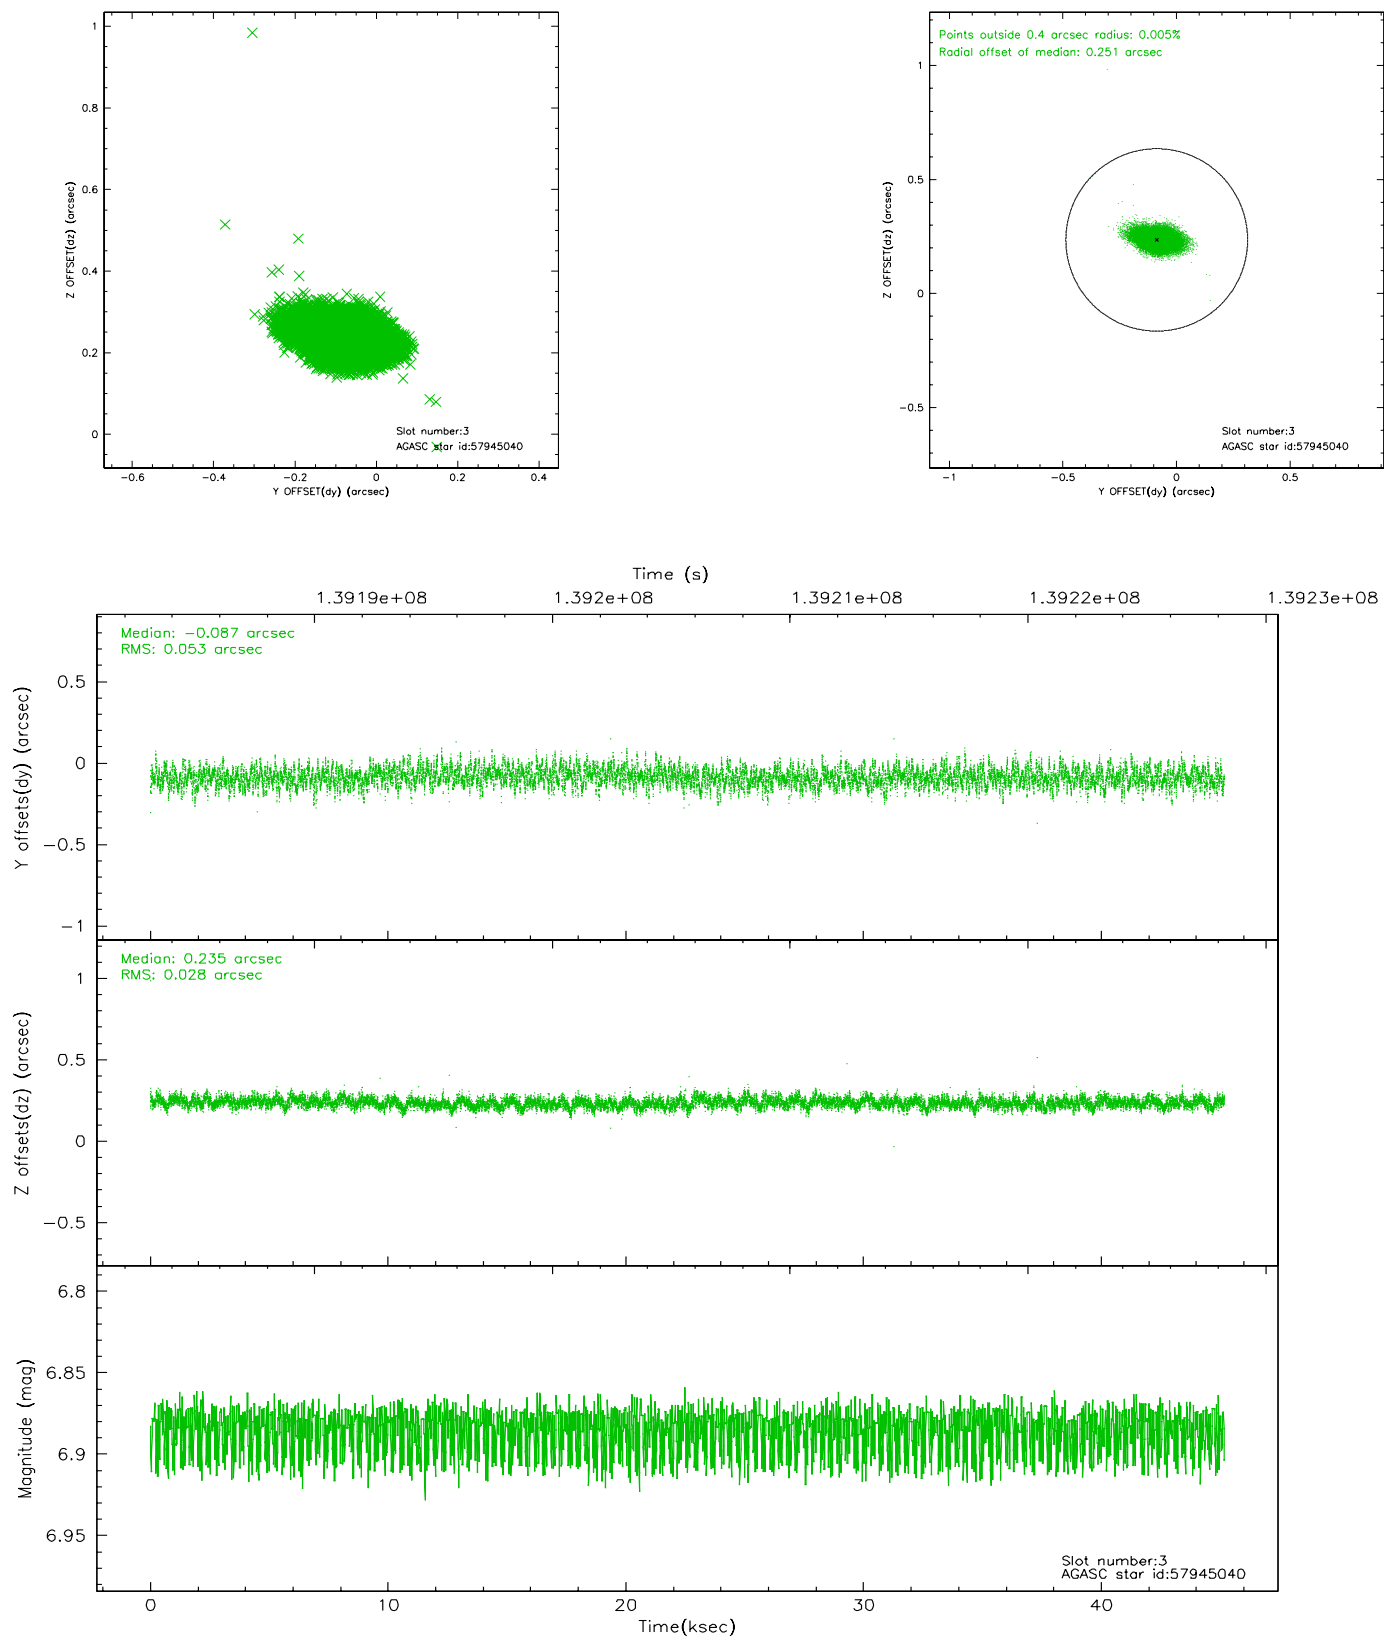 1
0.8
0.6
0.4
0.2
0
Z OFFSET(dz) (arcsec)
Slot number:3
AGASC star id:57945040
−0.6 −0.4 −0.2 0 0.2 0.4
Y OFFSET(dy) (arcsec)
Points outside 0.4 arcsec radius: 0.005%
Radial offset of median: 0.251 arcsec
1
0.5
0
−0.5
Z OFFSET(dz) (arcsec)
Slot number:3
AGASC star id:57945040
−1 −0.5 0 0.5
Y OFFSET(dy) (arcsec)
Time (s)
1.3919e+08 1.392e+08 1.3921e+08 1.3922e+08 1.3923e+08
Median: −0.087 arcsec
RMS: 0.053 arcsec
0.5
0
−0.5
−1
Y offsets(dy) (arcsec)
Median: 0.235 arcsec
RMS: 0.028 arcsec
1
0.5
0
−0.5
Z offsets(dz) (arcsec)
6.8
6.85
6.9
6.95
Magnitude (mag)
Slot number:3
AGASC star id:57945040
0 10 20 30 40
Time(ksec)